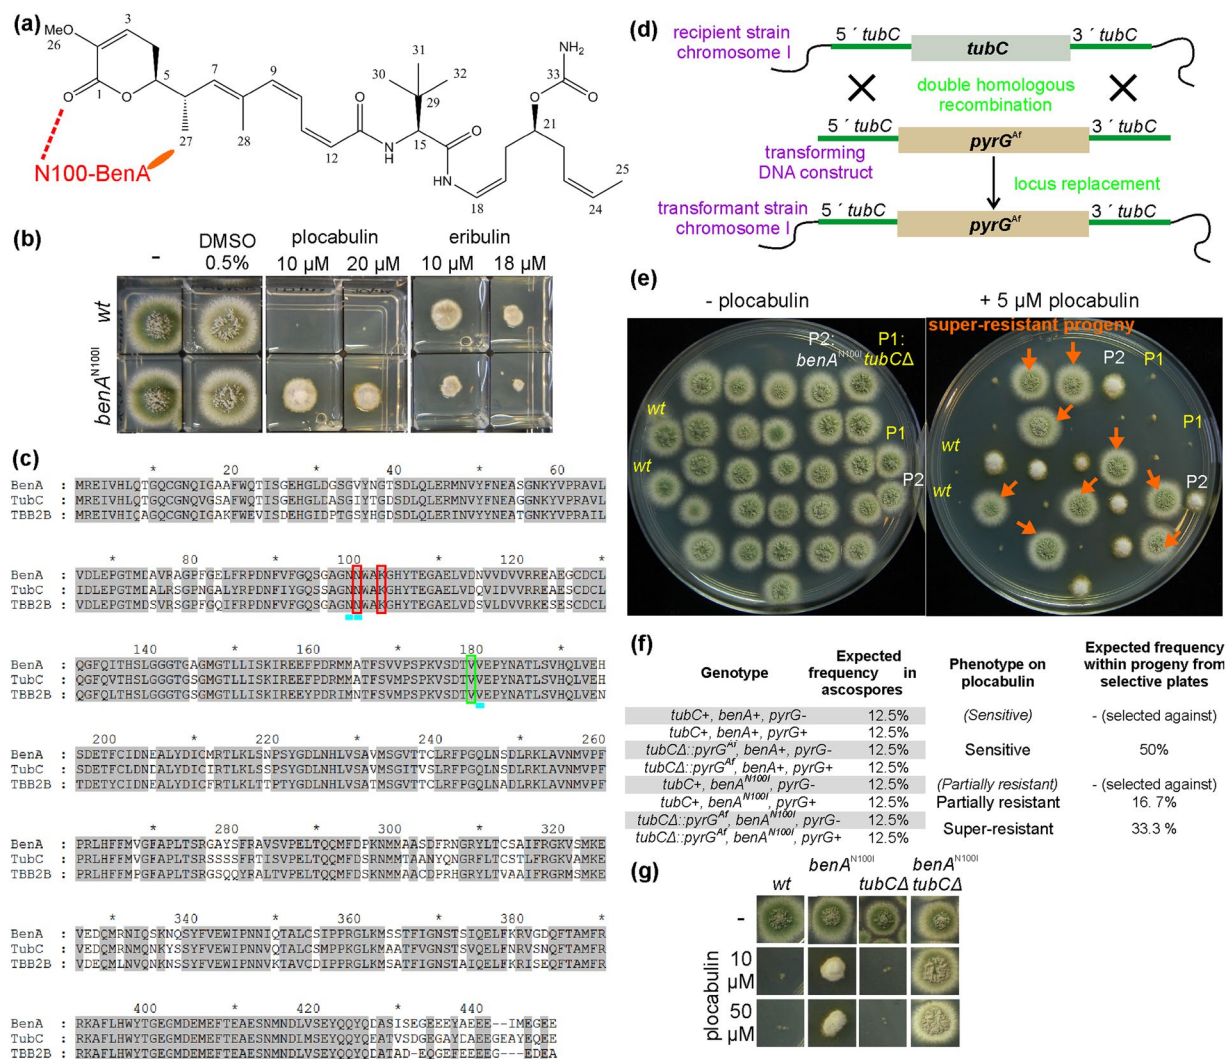 (a)
3
MeO
26
5
7
9
O
1
O
27
28
12
O
N
H
30
31
32
29
15
O
NH
18
NH2
33
O
O
21
25
24
N100-BenA
(b)
- DMSO 0.5% plocabulin 10 µM 20 µM eribulin 10 µM 18 µM
wt
benA^N100I
(c)
* 20 * 40 * 60
BenA : MREIVHLQTGQCGNQIGAAFWQTISGEHGLDGSGVYNGTSDLQLERMNVYFNEASGNKYVPRAVL
TubC : MREIVHLQTGQCGNQIGSAFWQTISGEHGLDASGIYTGTSDLQLERMNVYFNEAGGNKYVPRAVL
TBB2B : MREIVHIQAGQCGNQIGAKFWEVISDEHGIDPTGSYHGDSDLQLERINVYYNEATGNKYVPRAIL
* 80 * 100 * 120 *
BenA : VDLEPGTMDAVRAGPFGELFRPDNFVFGQSGAGNNWAKGHYTEGAELVDNVVDVVRREAEGCDCL
TubC : IDLEPGTMDALRSGPNGALYRPDNFIYGQSSAGNNWAKGHYTEGAELVDQVIDVVRREAEGCDCL
TBB2B : VDLEPGTMDSVRSGPFGQIFRPDNFVFGQSGAGNNWAKGHYTEGAELVDSVLDVVRKESESCDCL
140 * 160 * 180 *
BenA : QGFQITHSLGGGTGAGMGTLLISKIREEFPDRMMATFSVVPSPKVSDTVVEPYNATLSVHQLVEH
TubC : QGFQVTHSLGGGTGSGMGTLLISKIREEFPDRMMATFSVMPSPKVSDTVVEPYNATLSVHQLVEH
TBB2B : QGFQLTHSLGGGTGSGMGTLLISKIREEYPDRIMNTFSVMPSPKVSDTVVEPYNATLSVHQLVEN
200 * 220 * 240 * 260
BenA : SDETFCIDNEALYDICMRTLKLSNPSYGDLNHLVSAVMSGVTTCLRFPGQLNSDLRKLAVNMVPF
TubC : SDETFCIDNDALYDICIRTLKLSSPSYGDLNHLVSAVMSGVTTCLRFPGQLNSDLRKLAVNMVPF
TBB2B : TDETYCIDNEALYDICFRTLKLTTPTYGDLNHLVSATMSGVTTCLRFPGQLNADLRKLAVNMVPF
* 280 * 300 * 320
BenA : PRLHFFMVGFAPLTSRGAYSFRAVSVPELTQQMFDPKNMMAASDFRNGRYLTCSAIFRGKVSMKE
TubC : PRLHFFMVGFAPLTSRSSSSFRTISVPELTQQMFDSRNMMTAANYQNGRFLTCSTLFRGKVSMKE
TBB2B : PRLHFFMPGFAPLTSRGSQQYRALTVPELTQQMFDSKNMMAACDPRHGRYLTVAAIFRGRMSMKE
* 340 * 360 * 380 *
BenA : VEDQMRNIQSKNQSYFVEWIPNNIQTALCSIPPRGLKMSSTFIGNSTSIQELFKRVGDQFTAMFR
TubC : VEDQMRNMQSKNSSYFVEWIPNNVQTALCSMPPKGLKMAATFVGNSTSVQELFKRVSNQFTAMFR
TBB2B : VDEQMLNVQNKNSSYFVEWIPNNVKTAVCDIPPRGLKMSATFIGNSTAIQELFKRISEQFTAMFR
400 * 420 * 440
BenA : RKAFLHWYTGEGMDEMEFTEAESNMNDLVSEYQQYQDASISEGEEEYAEEE--IMEGEE
TubC : RKAFLHWYTGEGMDEMEFTEAESNMNDLMSEYQQYQEATVSDGEGAYDAEEGEAYEQEE
TBB2B : RKAFLHWYTGEGMDEMEFTEAESNMNDLVSEYQQYQDATAD-EQGEFEEEEG---EDEA
(d)
recipient strain chromosome I
5´ tubC tubC 3´ tubC
double homologous recombination
5´ tubC pyrG^Af 3´ tubC
transforming DNA construct
locus replacement
transformant strain chromosome I
5´ tubC pyrG^Af 3´ tubC
(e)
- plocabulin + 5 µM plocabulin
P2: benA^N100I
P1: tubCΔ
wt
wt
P1
P2
super-resistant progeny
P2
P1
wt
wt
P1
P2
(f)
Genotype Expected frequency in ascospores Phenotype on plocabulin Expected frequency within progeny from selective plates
tubC+, benA+, pyrG- 12.5% (Sensitive) - (selected against)
tubC+, benA+, pyrG+ 12.5%
tubCΔ::pyrG^Af, benA+, pyrG- 12.5% Sensitive 50%
tubCΔ::pyrG^Af, benA+, pyrG+ 12.5%
tubC+, benA^N100I, pyrG- 12.5% (Partially resistant) - (selected against)
tubC+, benA^N100I, pyrG+ 12.5% Partially resistant 16. 7%
tubCΔ::pyrG^Af, benA^N100I, pyrG- 12.5% Super-resistant 33.3 %
tubCΔ::pyrG^Af, benA^N100I, pyrG+ 12.5%
(g)
wt benA^N100I tubCΔ benA^N100I tubCΔ
-
plocabulin
10 µM
50 µM